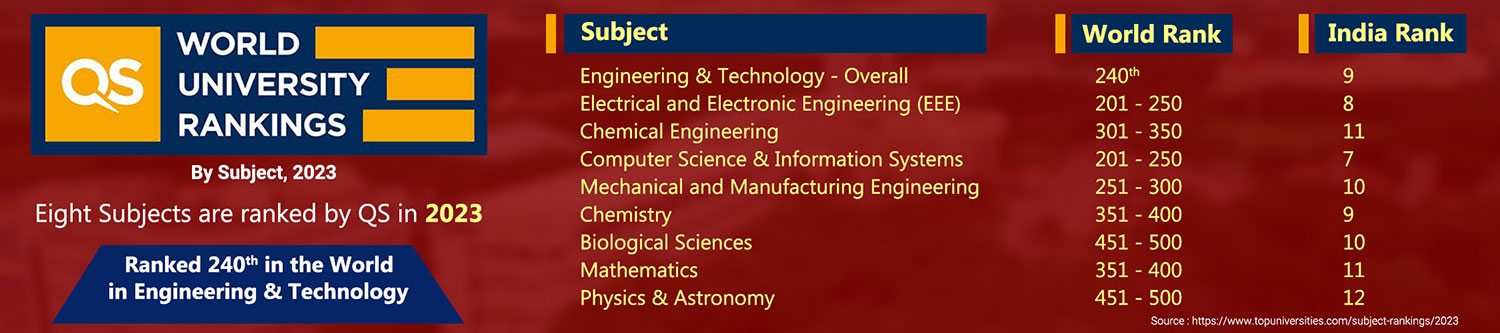 QS
WORLD
UNIVERSITY
RANKINGS
By Subject, 2023
Eight Subjects are ranked by QS in 2023
Ranked 240th in the World
in Engineering & Technology
Subject World Rank India Rank
Engineering & Technology - Overall 240th 9
Electrical and Electronic Engineering (EEE) 201 - 250 8
Chemical Engineering 301 - 350 11
Computer Science & Information Systems 201 - 250 7
Mechanical and Manufacturing Engineering 251 - 300 10
Chemistry 351 - 400 9
Biological Sciences 451 - 500 10
Mathematics 351 - 400 11
Physics & Astronomy 451 - 500 12
Source : https://www.topuniversities.com/subject-rankings/2023